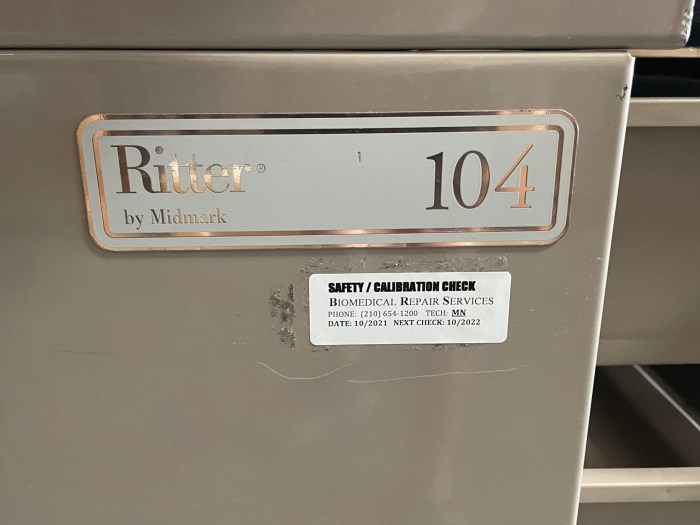 Ritter® 104
by Midmark
SAFETY / CALIBRATION CHECK
BIOMEDICAL REPAIR SERVICES
PHONE: (210) 654-1200 TECH: MN
DATE: 10/2021 NEXT CHECK: 10/2022